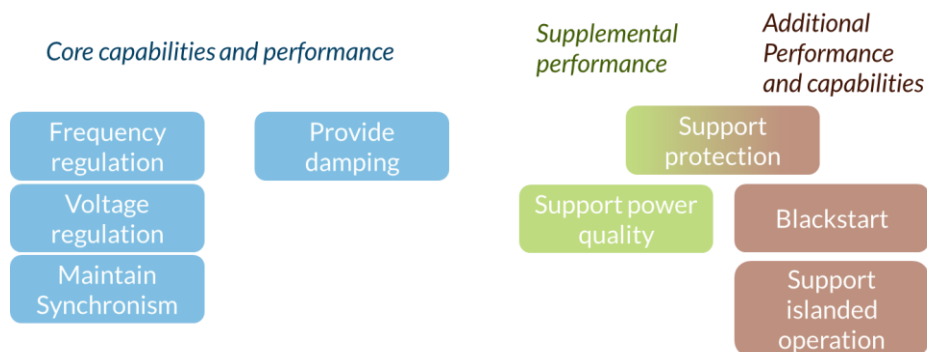 Core capabilities and performance
Supplemental
performance
Additional
Performance
and capabilities
Frequency
regulation
Provide
damping
Support
protection
Voltage
regulation
Support power
quality
Blackstart
Maintain
Synchronism
Support
islanded
operation